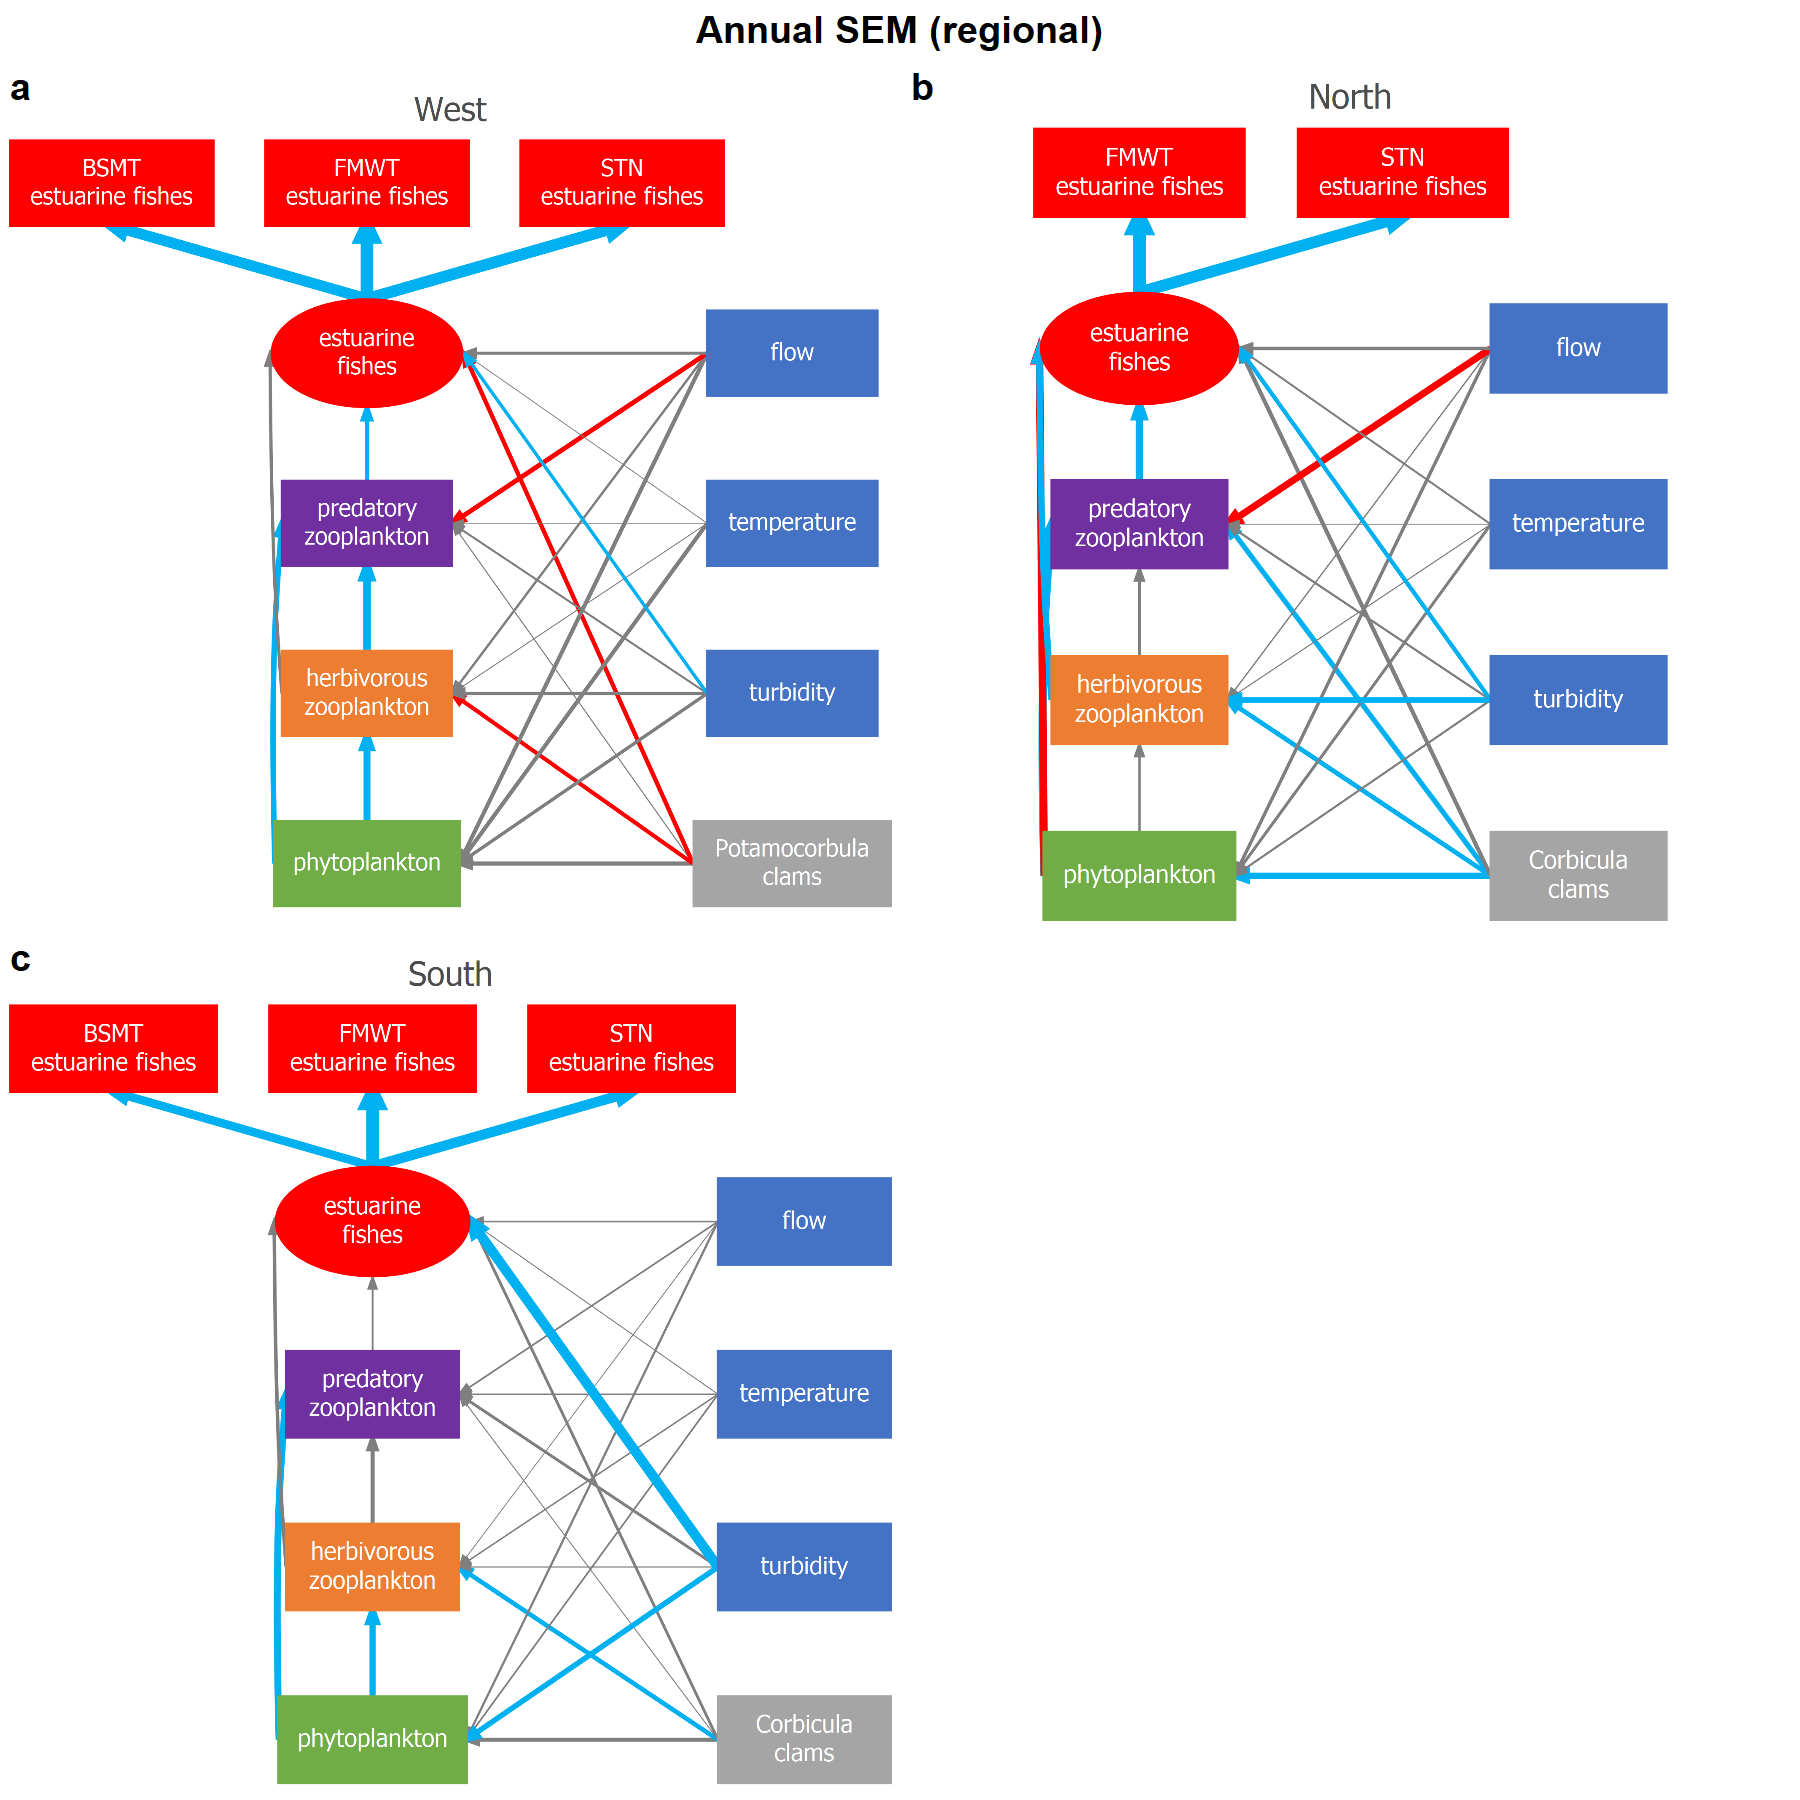 Annual SEM (regional)
a
West
BSMT
estuarine fishes
FMWT
estuarine fishes
STN
estuarine fishes
estuarine
fishes
flow
predatory
zooplankton
temperature
herbivorous
zooplankton
turbidity
phytoplankton
Potamocorbula
clams
b
North
FMWT
estuarine fishes
STN
estuarine fishes
estuarine
fishes
flow
predatory
zooplankton
temperature
herbivorous
zooplankton
turbidity
phytoplankton
Corbicula
clams
c
South
BSMT
estuarine fishes
FMWT
estuarine fishes
STN
estuarine fishes
estuarine
fishes
flow
predatory
zooplankton
temperature
herbivorous
zooplankton
turbidity
phytoplankton
Corbicula
clams